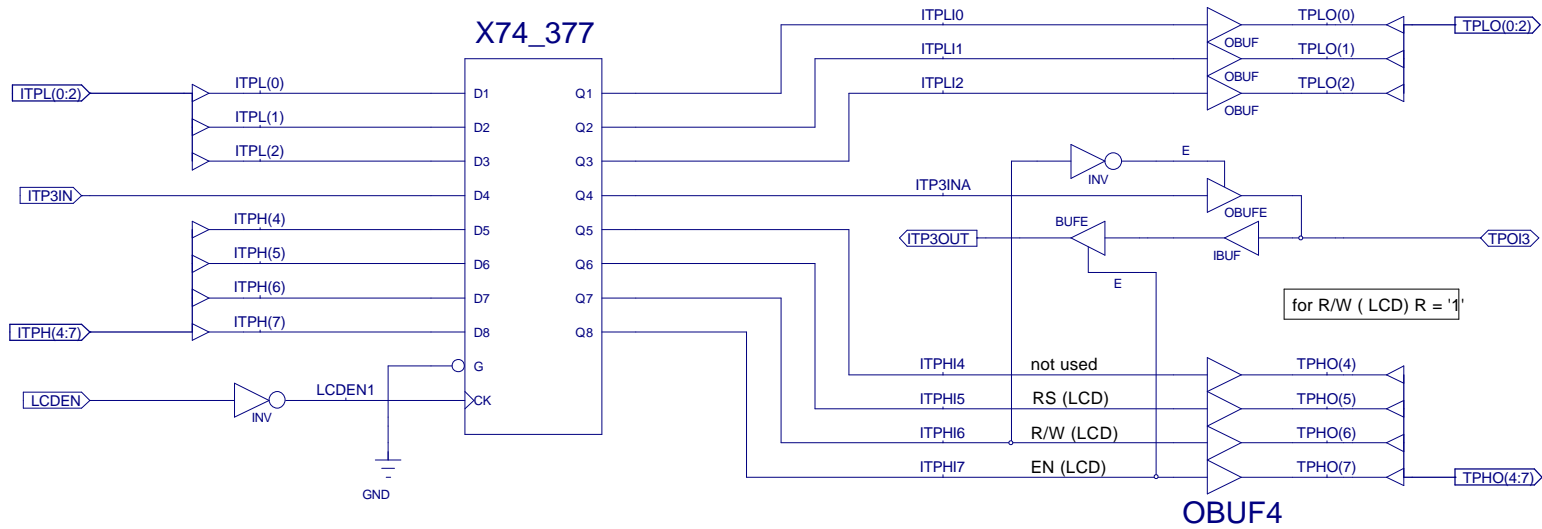 X74_377
ITPL(0:2)
ITPL(0)
ITPL(1)
ITPL(2)
ITP3IN
ITPH(4)
ITPH(5)
ITPH(6)
ITPH(7)
ITPH(4:7)
LCDEN
INV
LCDEN1
GND
D1
D2
D3
D4
D5
D6
D7
D8
G
CK
Q1
Q2
Q3
Q4
Q5
Q6
Q7
Q8
ITPLI0
ITPLI1
ITPLI2
OBUF
OBUF
OBUF
TPLO(0)
TPLO(1)
TPLO(2)
TPLO(0:2)
INV
E
ITP3INA
OBUFE
BUFE
ITP3OUT
IBUF
TPOI3
E
for R/W ( LCD) R = '1'
ITPHI4 not used TPHO(4)
ITPHI5 RS (LCD) TPHO(5)
ITPHI6 R/W (LCD) TPHO(6)
ITPHI7 EN (LCD) TPHO(7)
TPHO(4:7)
OBUF4